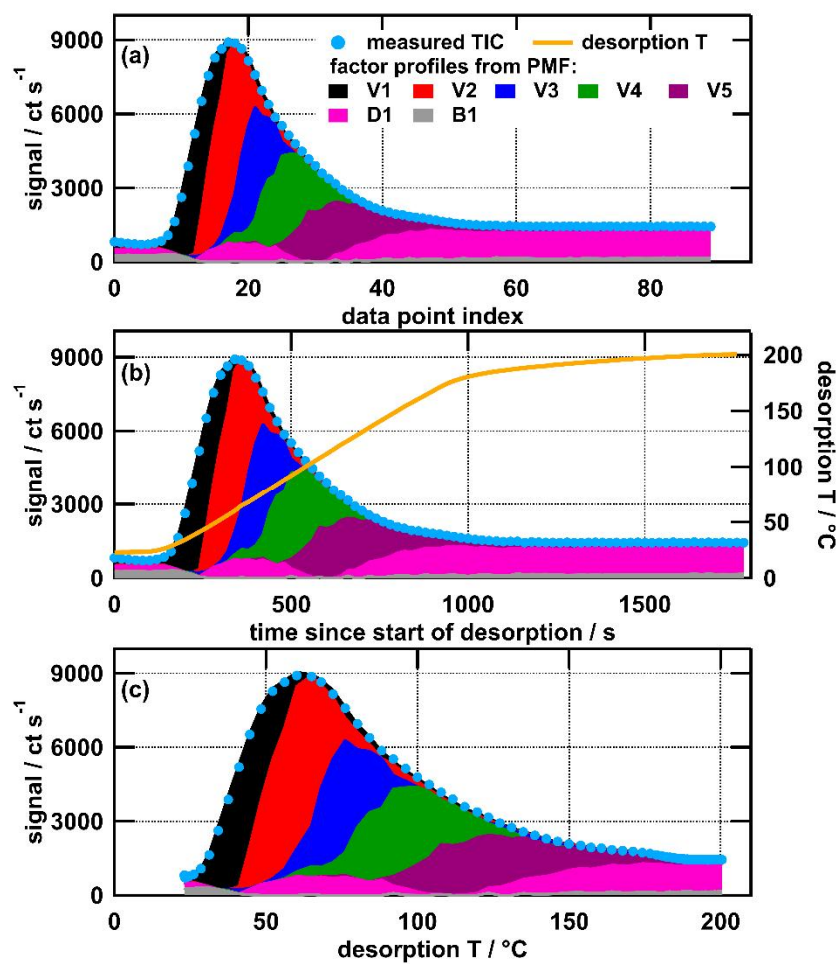 (a)
measured TIC desorption T
factor profiles from PMF:
V1 V2 V3 V4 V5
D1 B1
signal / ct s⁻¹
9000
6000
3000
0
0 20 40 60 80
data point index
(b)
signal / ct s⁻¹
9000
6000
3000
0
200
150
100
50
0
desorption T / °C
0 500 1000 1500
time since start of desorption / s
(c)
signal / ct s⁻¹
9000
6000
3000
0
0 50 100 150 200
desorption T / °C